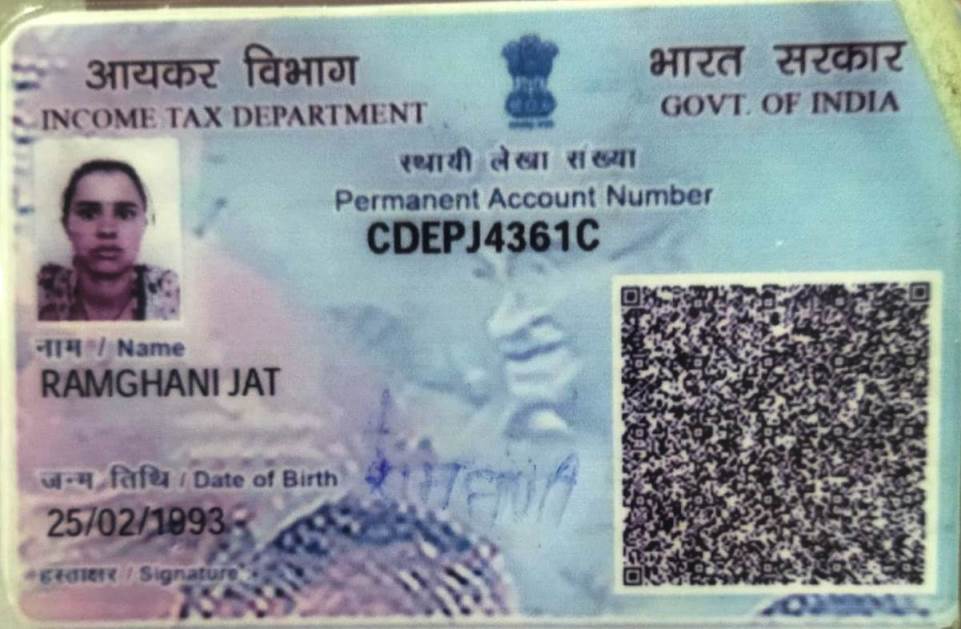 आयकर विभाग
INCOME TAX DEPARTMENT
भारत सरकार
GOVT. OF INDIA
स्थायी लेखा संख्या
Permanent Account Number
CDEPJ4361C
नाम / Name
RAMGHANI JAT
जन्म तिथि / Date of Birth
25/02/1993
हस्ताक्षर / Signature